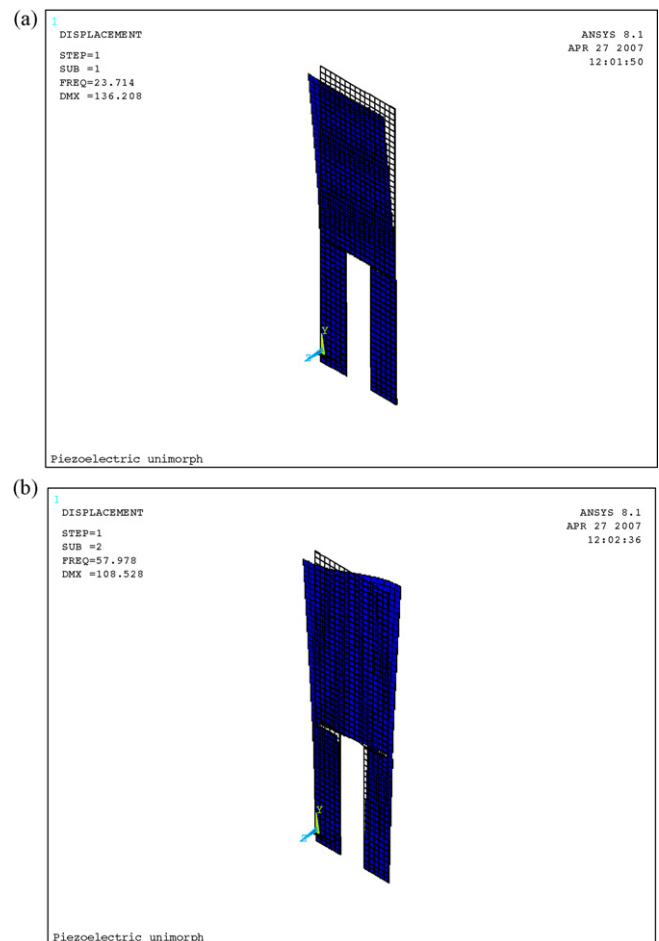 (a)
1
DISPLACEMENT
STEP=1
SUB =1
FREQ=23.714
DMX =136.208
ANSYS 8.1
APR 27 2007
12:01:50
Y
Z
Piezoelectric unimorph
(b)
1
DISPLACEMENT
STEP=1
SUB =2
FREQ=57.978
DMX =108.528
ANSYS 8.1
APR 27 2007
12:02:36
Y
Z
Piezoelectric unimorph